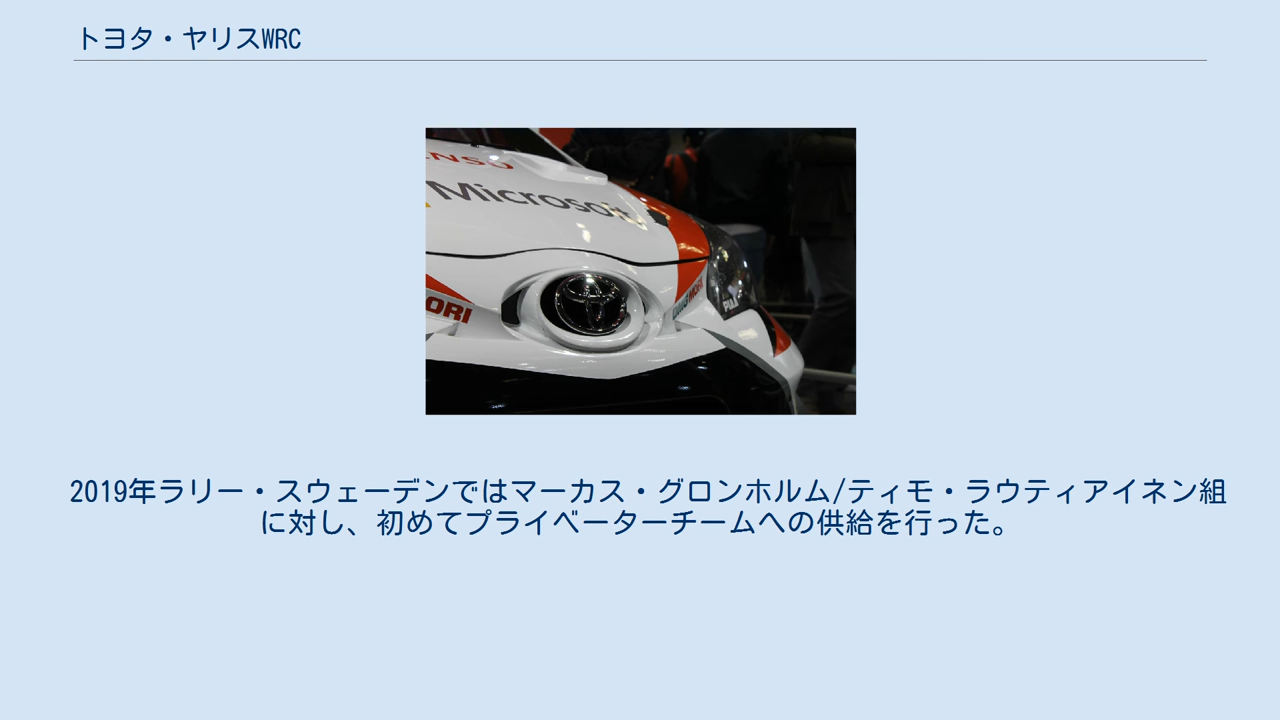 トヨタ・ヤリスWRC
ENSO
Microsoft
ORI
2019年ラリー・スウェーデンではマーカス・グロンホルム/ティモ・ラウティアイネン組
に対し、初めてプライベーターチームへの供給を行った。